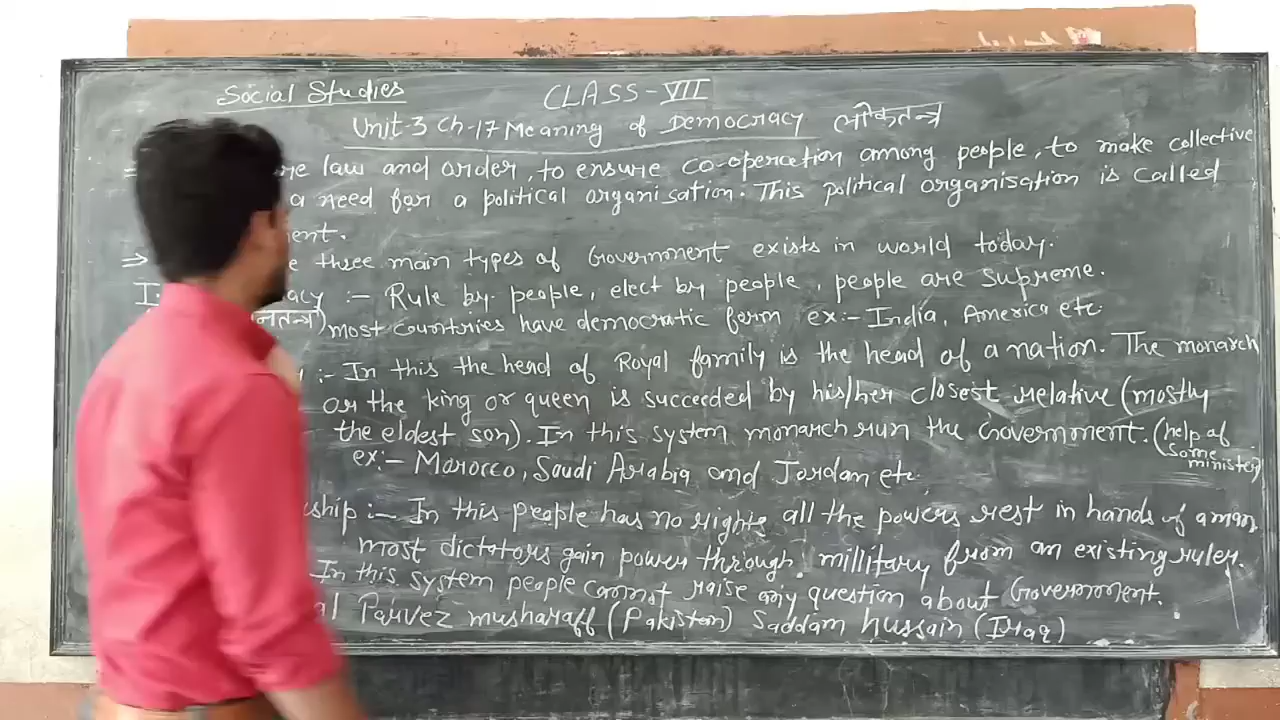 Social Studies
CLASS-VII
Unit-3 Ch-17 Meaning of Democracy लोकतन्त्र
⇒ law and order, to ensure co-operation among people, to make collective
a need for a political organisation. This political organisation is called
ment.
⇒ three main types of Government exists in world today.
I. acy :- Rule by people, elect by people, people are supreme.
most countries have democratic form ex:- India, America etc.
:- In this the head of Royal family is the head of a nation. The monarch
or the king or queen is succeeded by his/her closest relative (mostly
the eldest son). In this system monarch run the Government. (help of some minister)
ex:- Morocco, Saudi Arabia and Jordan etc.
ship :- In this people has no rights all the powers rest in hands of a man.
most dictators gain power through millitary from an existing ruler.
In this system people cannot raise any question about Government.
al Parvez musharaff (Pakistan) Saddam hussain (Iraq)